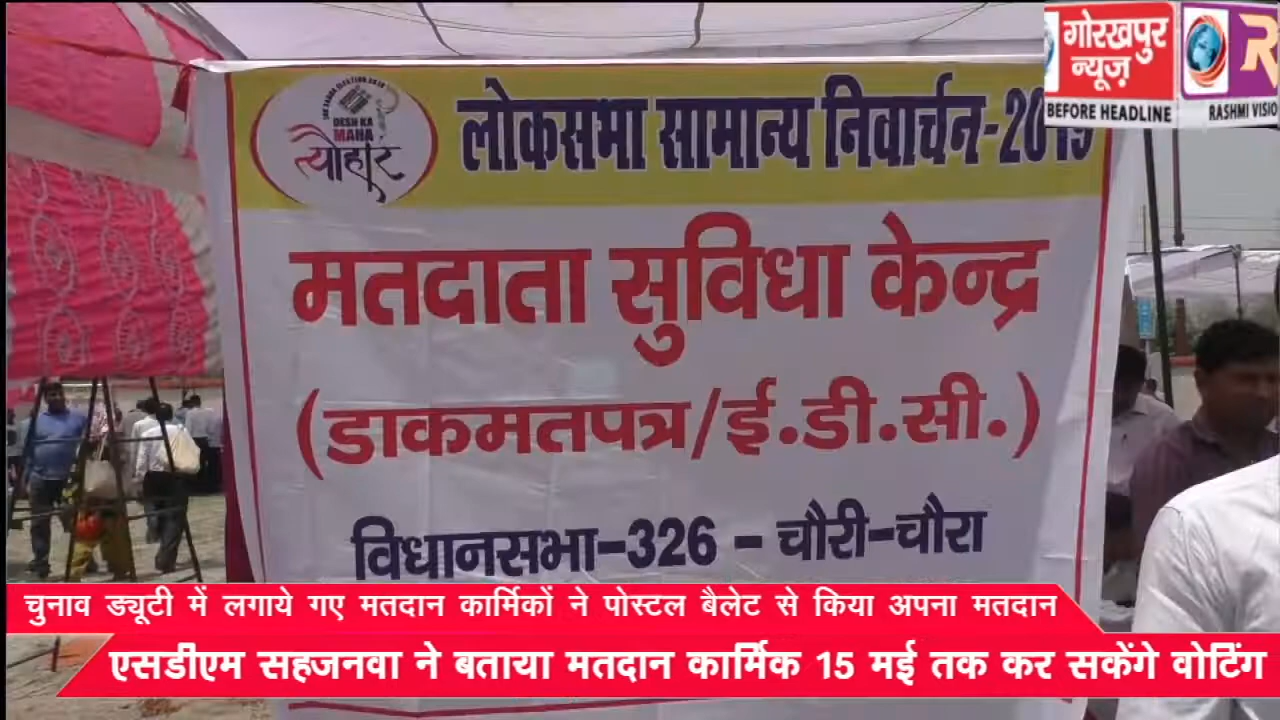 गोरखपुर
न्यूज़
BEFORE HEADLINE
R
RASHMI VISIO
DESH KA
MAHA
त्यौहार
लोकसभा सामान्य निर्वाचन-2019
मतदाता सुविधा केन्द्र
(डाकमतपत्र/ई.डी.सी.)
विधानसभा-326 - चौरी-चौरा
चुनाव ड्यूटी में लगाये गए मतदान कार्मिकों ने पोस्टल बैलेट से किया अपना मतदान
एसडीएम सहजनवा ने बताया मतदान कार्मिक 15 मई तक कर सकेंगे वोटिंग